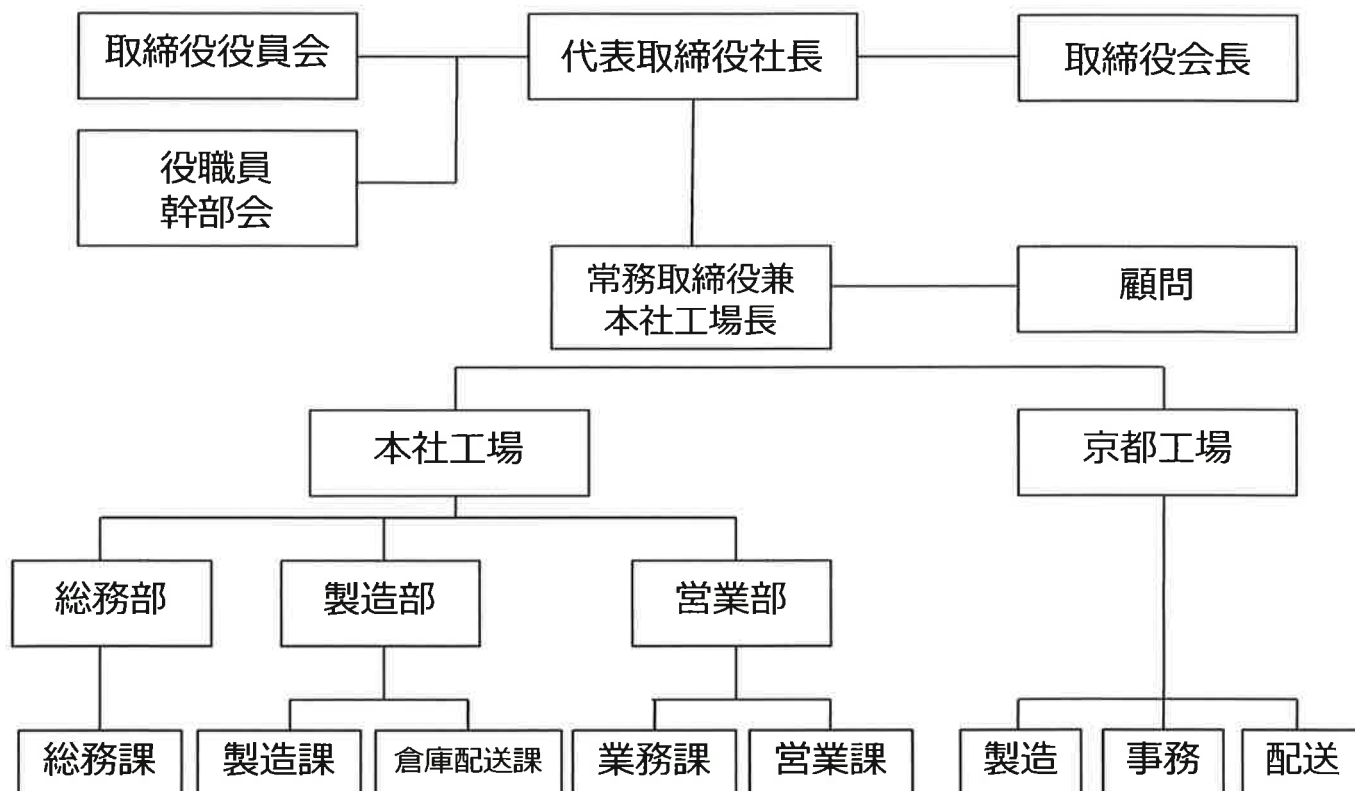 取締役役員会
代表取締役社長
取締役会長
役職員
幹部会
常務取締役兼
本社工場長
顧問
本社工場
京都工場
総務部
製造部
営業部
総務課
製造課
倉庫配送課
業務課
営業課
製造
事務
配送